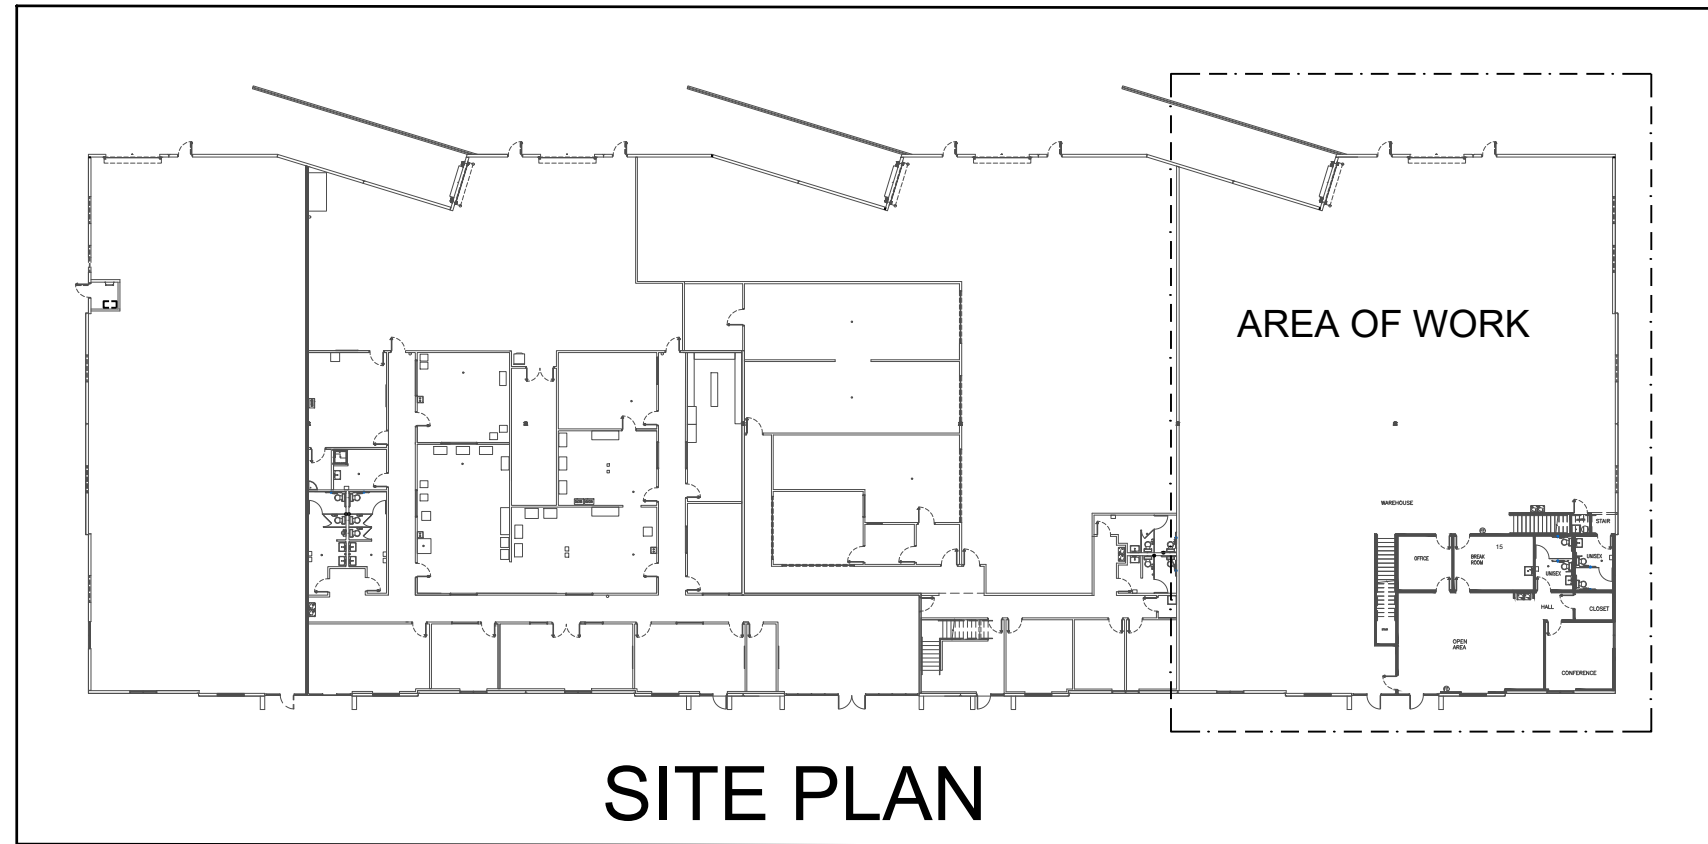 AREA OF WORK
WAREHOUSE
STAIR
OFFICE
BREAK
ROOM
15
UNISEX
UNISEX
HALL
CLOSET
OPEN
AREA
CONFERENCE
SITE PLAN